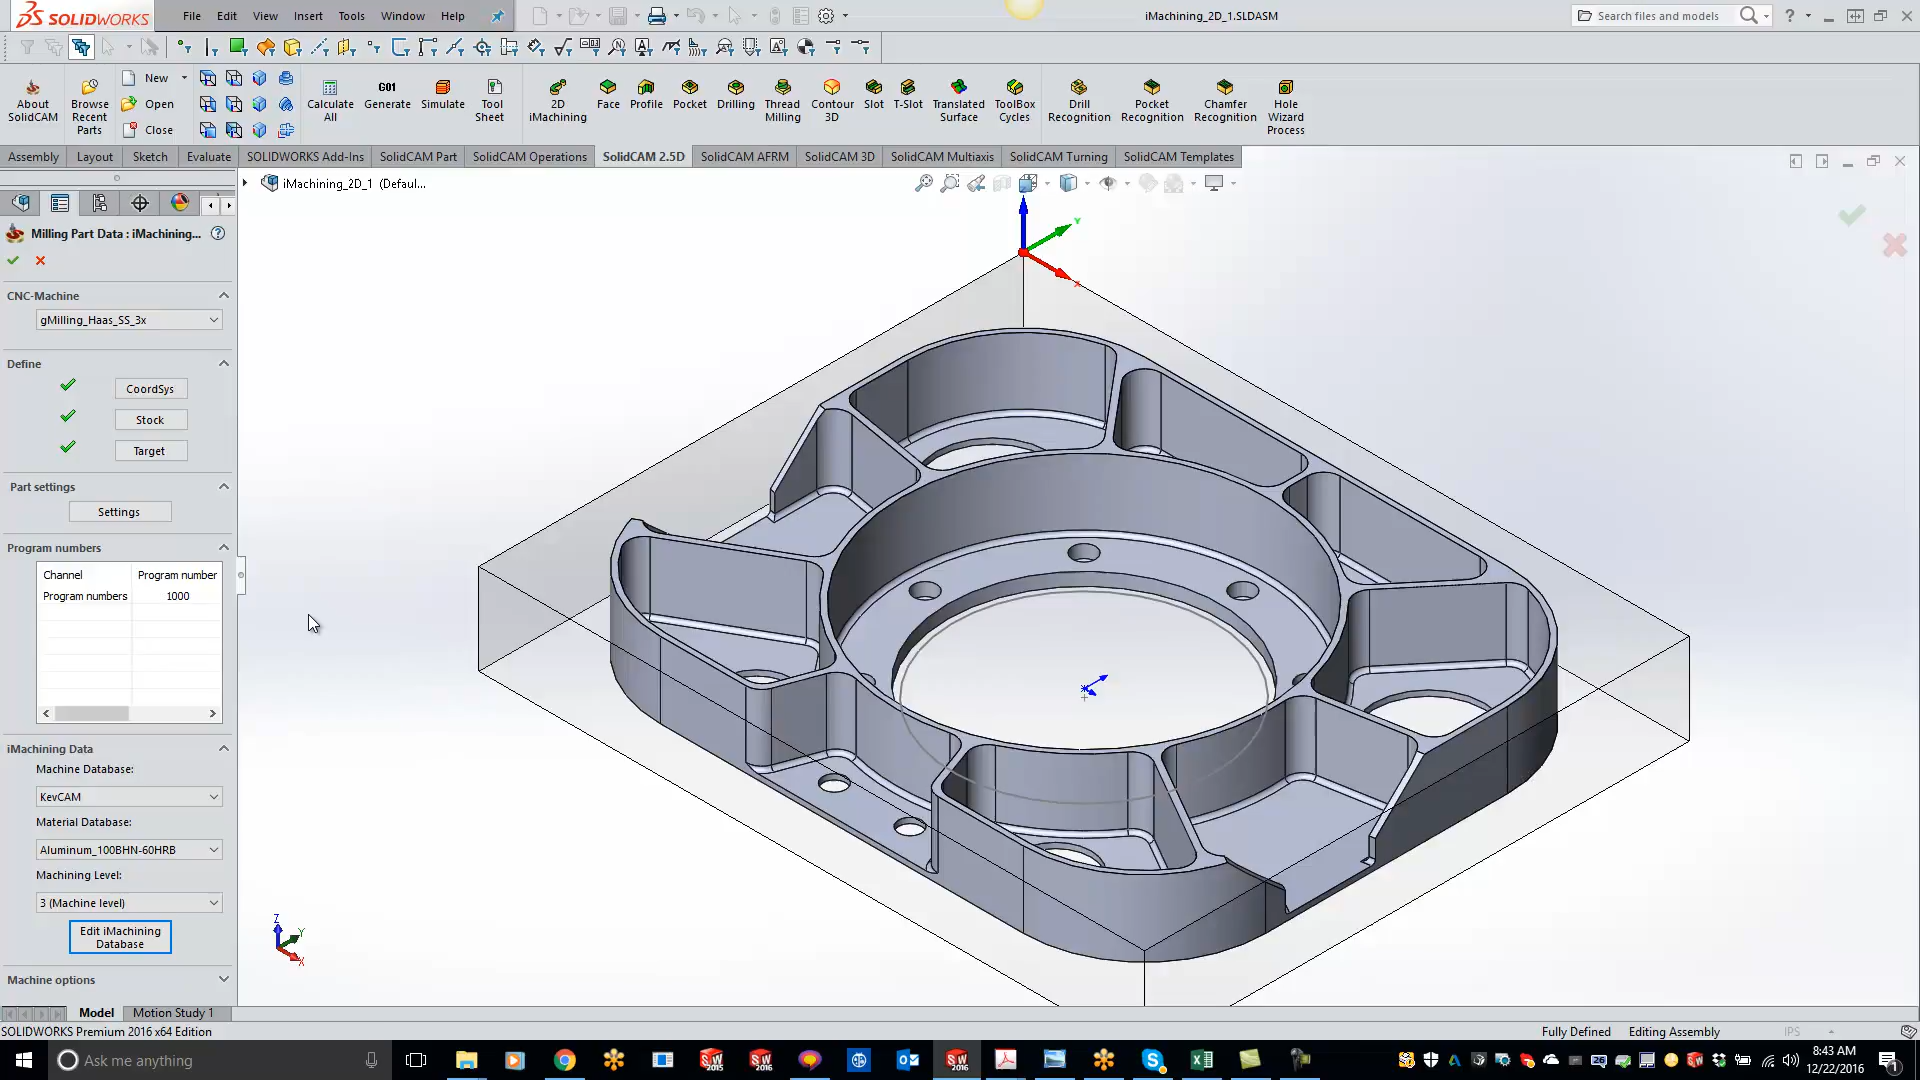 SOLIDWORKS File Edit View Insert Tools Window Help iMachining_2D_1.SLDASM Search files and models
About SolidCAM
Browse Recent Parts
New
Open
Close
Calculate All
G01
Generate
Simulate
Tool Sheet
2D iMachining
Face
Profile
Pocket
Drilling
Thread Milling
Contour 3D
Slot
T-Slot
Translated Surface
ToolBox Cycles
Drill Recognition
Pocket Recognition
Chamfer Recognition
Hole Wizard Process
Assembly Layout Sketch Evaluate SOLIDWORKS Add-Ins SolidCAM Part SolidCAM Operations SolidCAM 2.5D SolidCAM AFRM SolidCAM 3D SolidCAM Multiaxis SolidCAM Turning SolidCAM Templates
iMachining_2D_1 (Defaul...
Milling Part Data : iMachining...
CNC-Machine
gMilling_Haas_SS_3x
Define
CoordSys
Stock
Target
Part settings
Settings
Program numbers
Channel Program number
Program numbers 1000
iMachining Data
Machine Database:
KevCAM
Material Database:
Aluminum_100BHN-60HRB
Machining Level:
3 (Machine level)
Edit iMachining
Database
Machine options
Y
X
Z
Y
X
Model Motion Study 1
SOLIDWORKS Premium 2016 x64 Edition Fully Defined Editing Assembly IPS
Ask me anything
2015
2016
2016
26
8:43 AM
12/22/2016
1